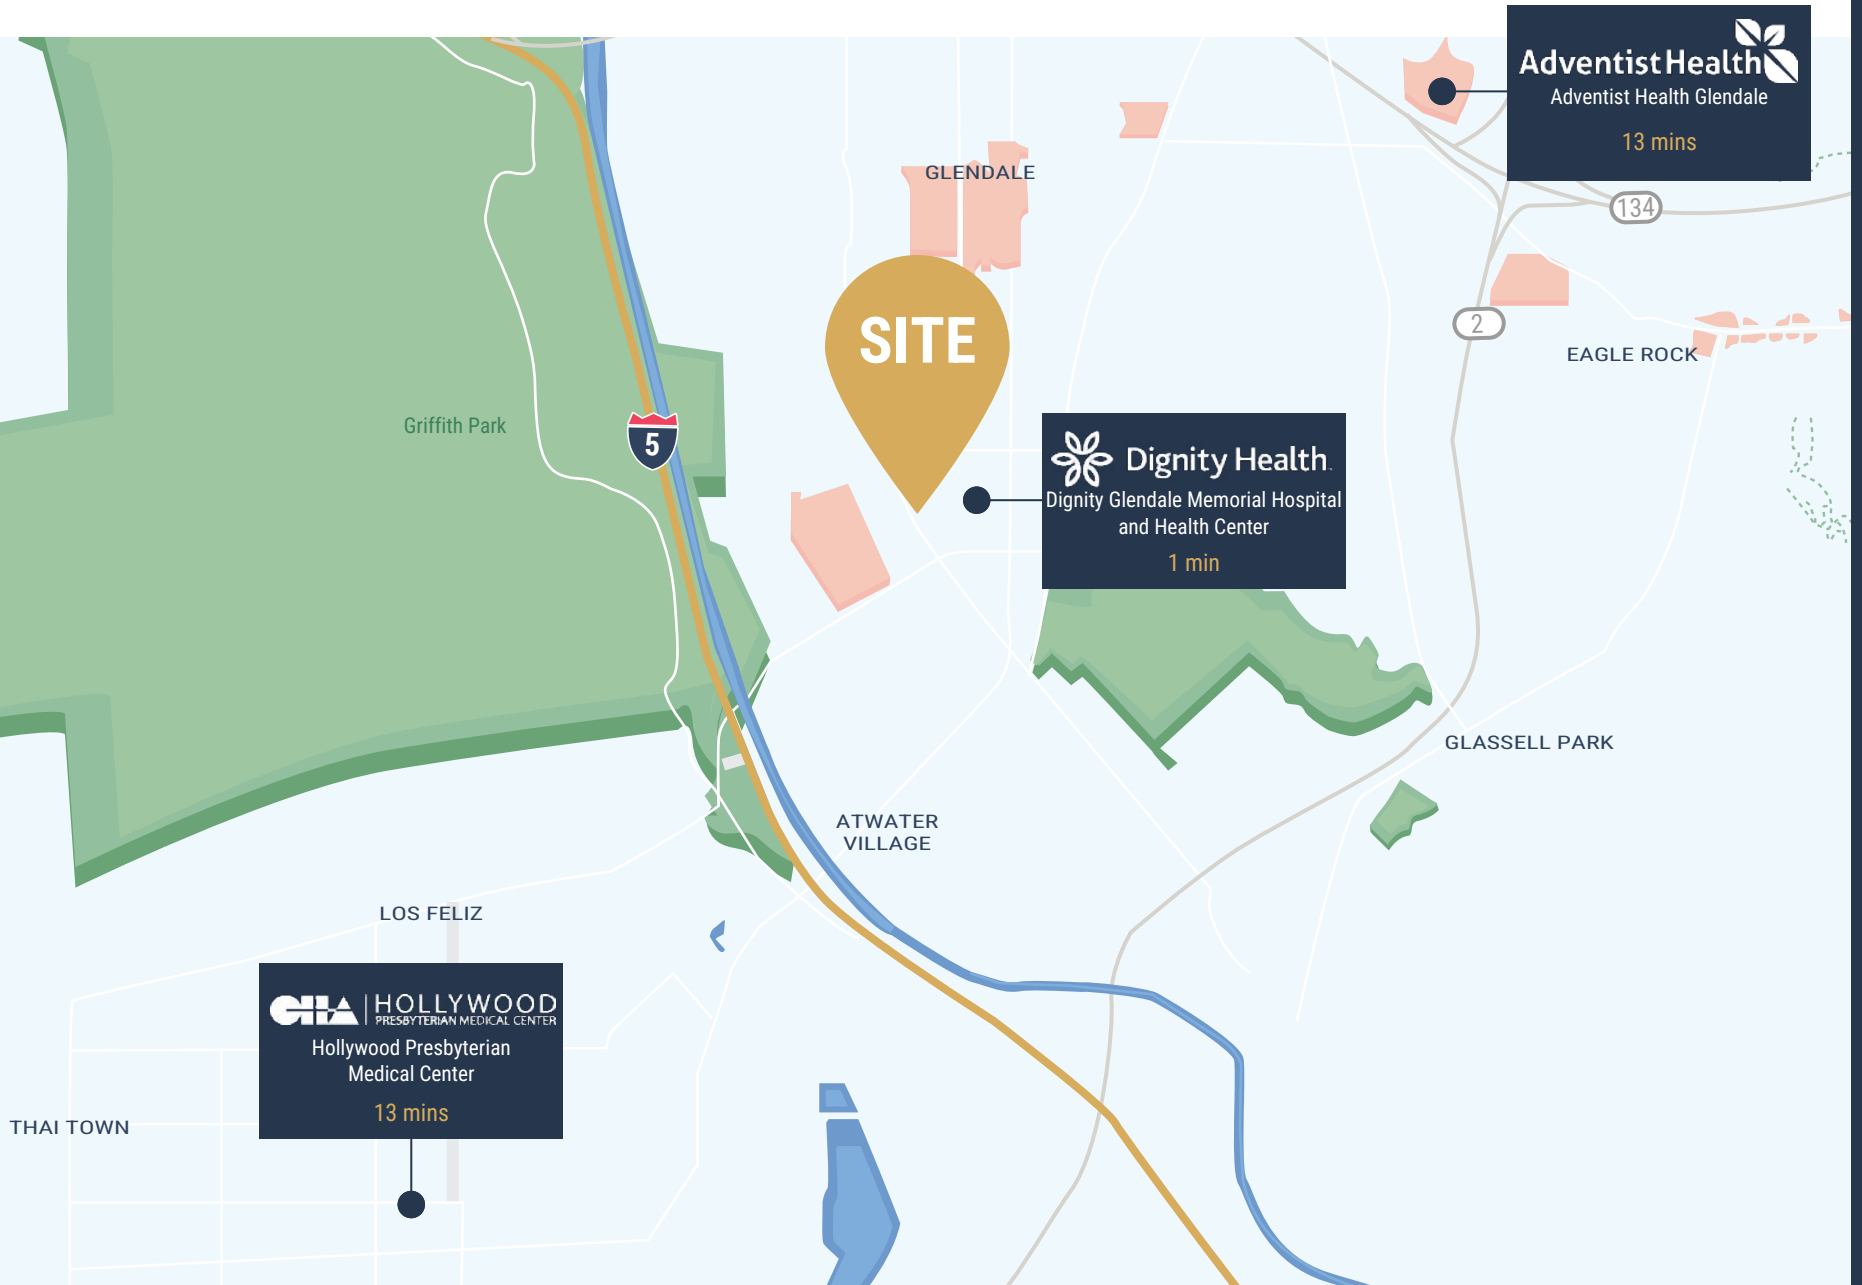 AdventistHealth
Adventist Health Glendale
13 mins
GLENDALE
134
SITE
2
EAGLE ROCK
Griffith Park
5
Dignity Health.
Dignity Glendale Memorial Hospital
and Health Center
1 min
GLASSELL PARK
ATWATER
VILLAGE
LOS FELIZ
CHA HOLLYWOOD
PRESBYTERIAN MEDICAL CENTER
Hollywood Presbyterian
Medical Center
13 mins
THAI TOWN